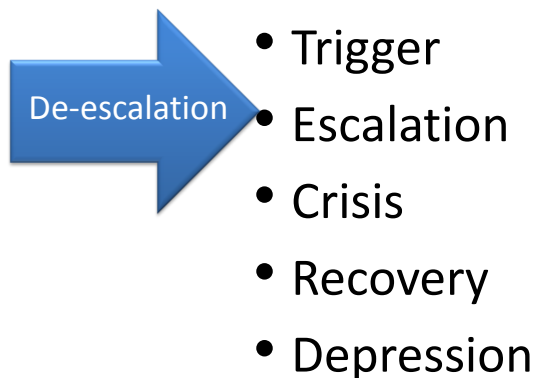 De-escalation
• Trigger
• Escalation
• Crisis
• Recovery
• Depression